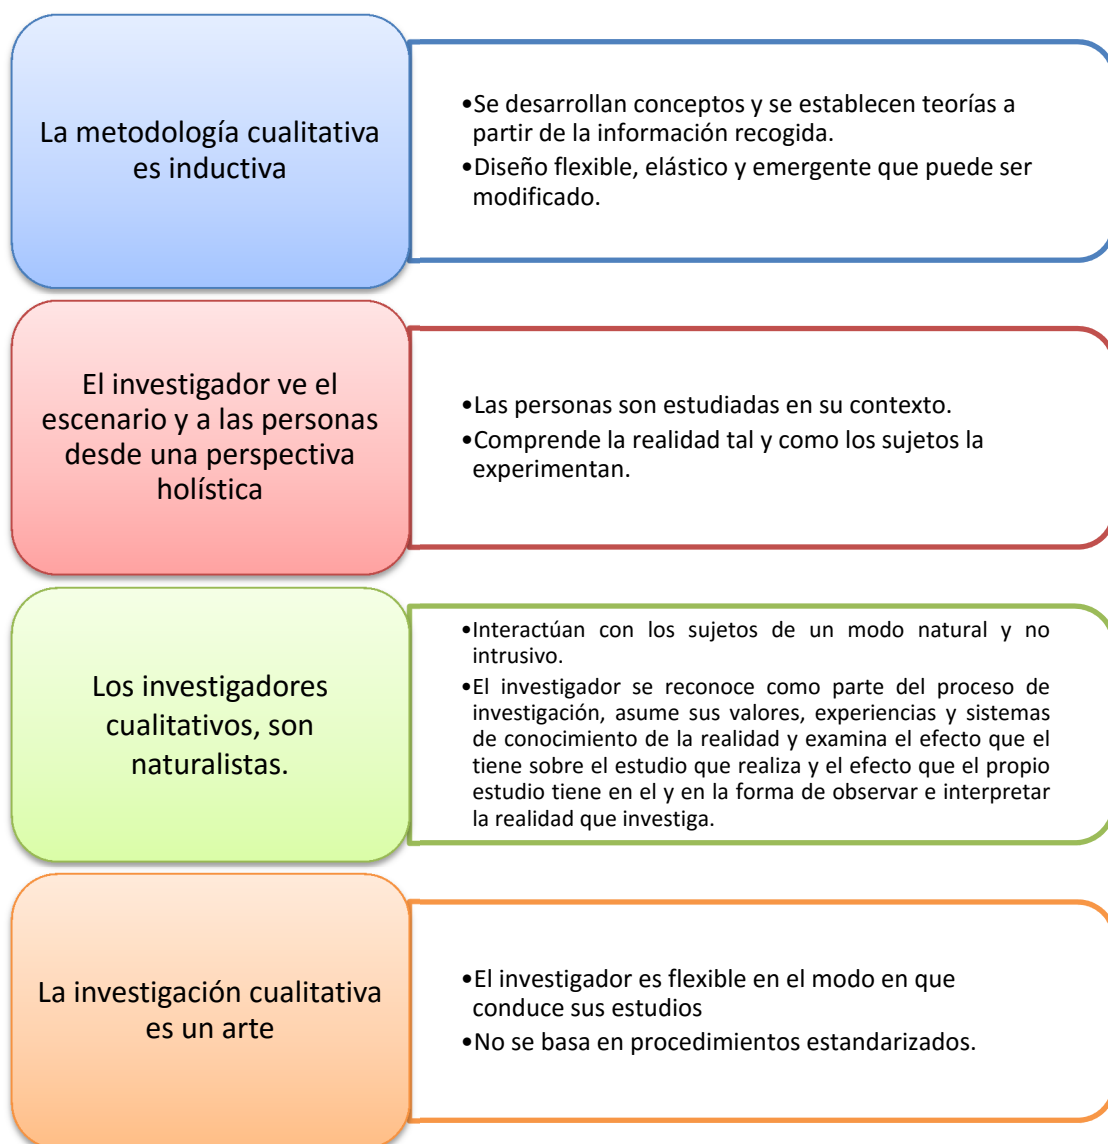 La metodología cualitativa
es inductiva
•Se desarrollan conceptos y se establecen teorías a
partir de la información recogida.
•Diseño flexible, elástico y emergente que puede ser
modificado.
El investigador ve el
escenario y a las personas
desde una perspectiva
holística
•Las personas son estudiadas en su contexto.
•Comprende la realidad tal y como los sujetos la
experimentan.
Los investigadores
cualitativos, son
naturalistas.
•Interactúan con los sujetos de un modo natural y no
intrusivo.
•El investigador se reconoce como parte del proceso de
investigación, asume sus valores, experiencias y sistemas
de conocimiento de la realidad y examina el efecto que el
tiene sobre el estudio que realiza y el efecto que el propio
estudio tiene en el y en la forma de observar e interpretar
la realidad que investiga.
La investigación cualitativa
es un arte
•El investigador es flexible en el modo en que
conduce sus estudios
•No se basa en procedimientos estandarizados.